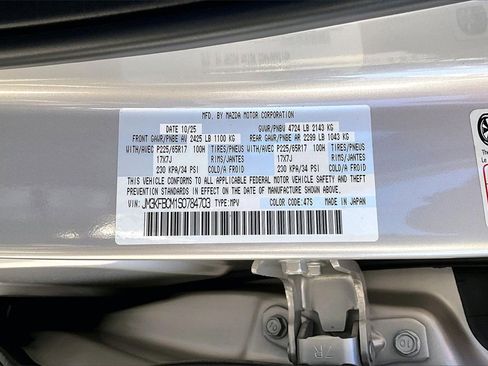 MFD. BY MAZDA MOTOR CORPORATION
DATE 10/25 GVWR/PNBV 4724 LB 2143 KG
FRONT GAWR/PNBE AV 2425 LB 1100 KG REAR GAWR/PNBE AR 2299 LB 1043 KG
WITH/AVEC P225/65R17 100H TIRES/PNEUS WITH/AVEC P225/65R17 100H TIRES/PNEUS
17X7J RIMS/JANTES 17X7J RIMS/JANTES
230 KPA/34 PSI COLD/A FROID 230 KPA/34 PSI COLD/A FROID
THIS VEHICLE CONFORMS TO ALL APPLICABLE FEDERAL MOTOR VEHICLE SAFETY AND THEFT
PREVENTION STANDARDS IN EFFECT ON THE DATE OF MANUFACTURE SHOWN ABOVE.
VIN: JM3KFBCM1S0784703 TYPE: MPV COLOR CODE: 47S MADE IN JAPAN
7R